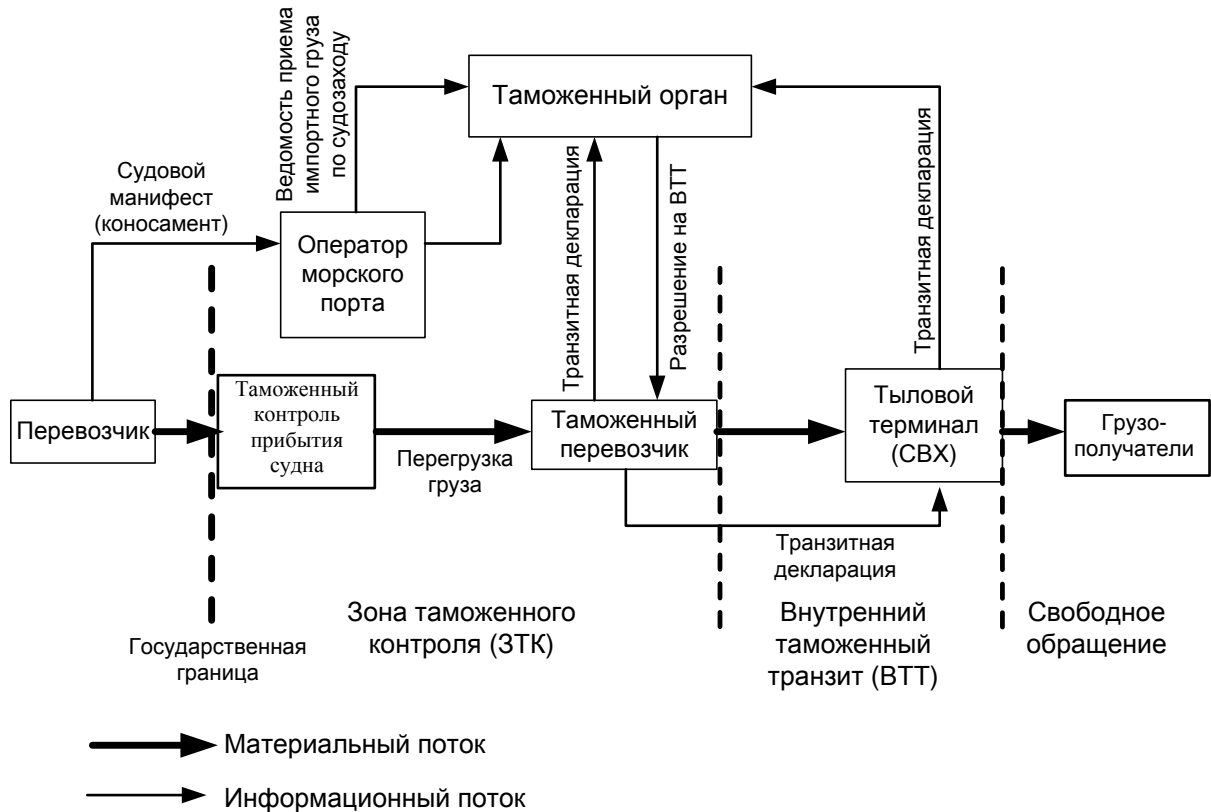 Ведомость приема
импортного груза
по судозаходу
Таможенный орган
Судовой
манифест
(коносамент)
Оператор
морского
порта
Транзитная декларация
Разрешение на ВТТ
Транзитная декларация
Перевозчик
Таможенный
контроль
прибытия
судна
Перегрузка
груза
Таможенный
перевозчик
Тыловой
терминал
(СВХ)
Грузо-
получатели
Транзитная
декларация
Государственная
граница
Зона таможенного
контроля (ЗТК)
Внутренний
таможенный
транзит (ВТТ)
Свободное
обращение
Материальный поток
Информационный поток